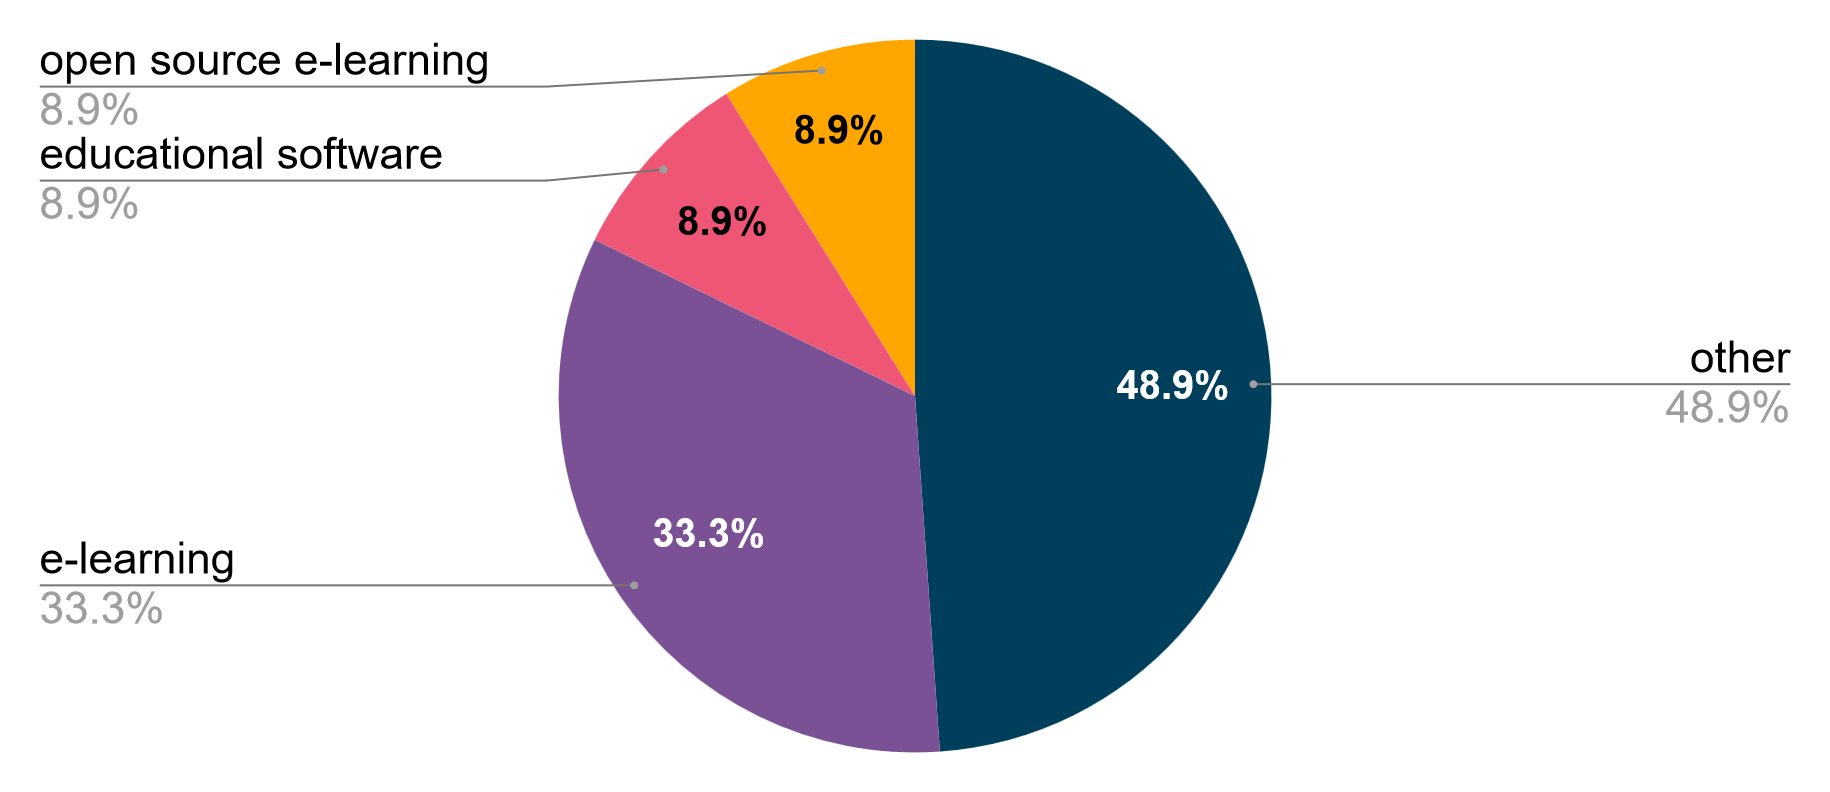 open source e-learning
8.9%
educational software
8.9%
e-learning
33.3%
8.9%
8.9%
33.3%
48.9%
other
48.9%